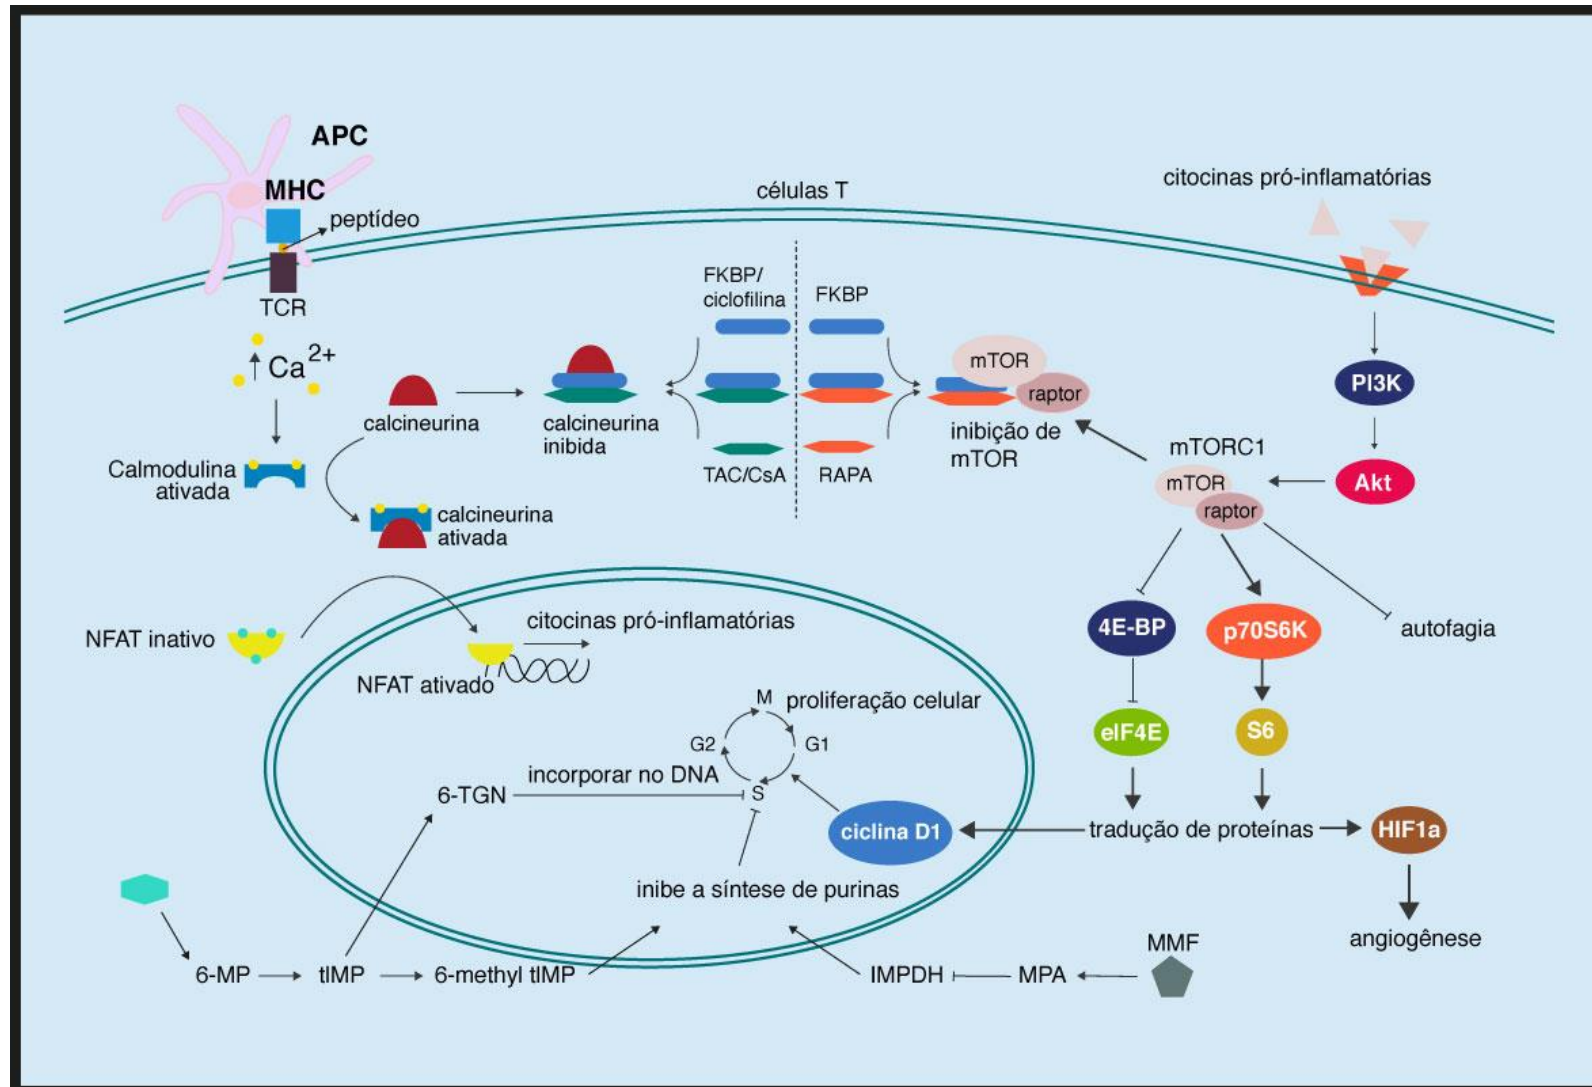 APC
MHC
peptídeo
TCR
células T
citocinas pró-inflamatórias
Ca2+
Calmodulina
ativada
calcineurina
calcineurina
inibida
calcineurina
ativada
FKBP/
ciclofilina
FKBP
TAC/CsA
RAPA
mTOR
raptor
inibição de
mTOR
PI3K
Akt
mTORC1
mTOR
raptor
4E-BP
p70S6K
autofagia
eIF4E
S6
tradução de proteínas
HIF1a
angiogênese
ciclina D1
NFAT inativo
NFAT ativado
citocinas pró-inflamatórias
M
proliferação celular
G2
G1
S
6-TGN
incorporar no DNA
inibe a síntese de purinas
6-MP
tIMP
6-methyl tIMP
IMPDH
MPA
MMF